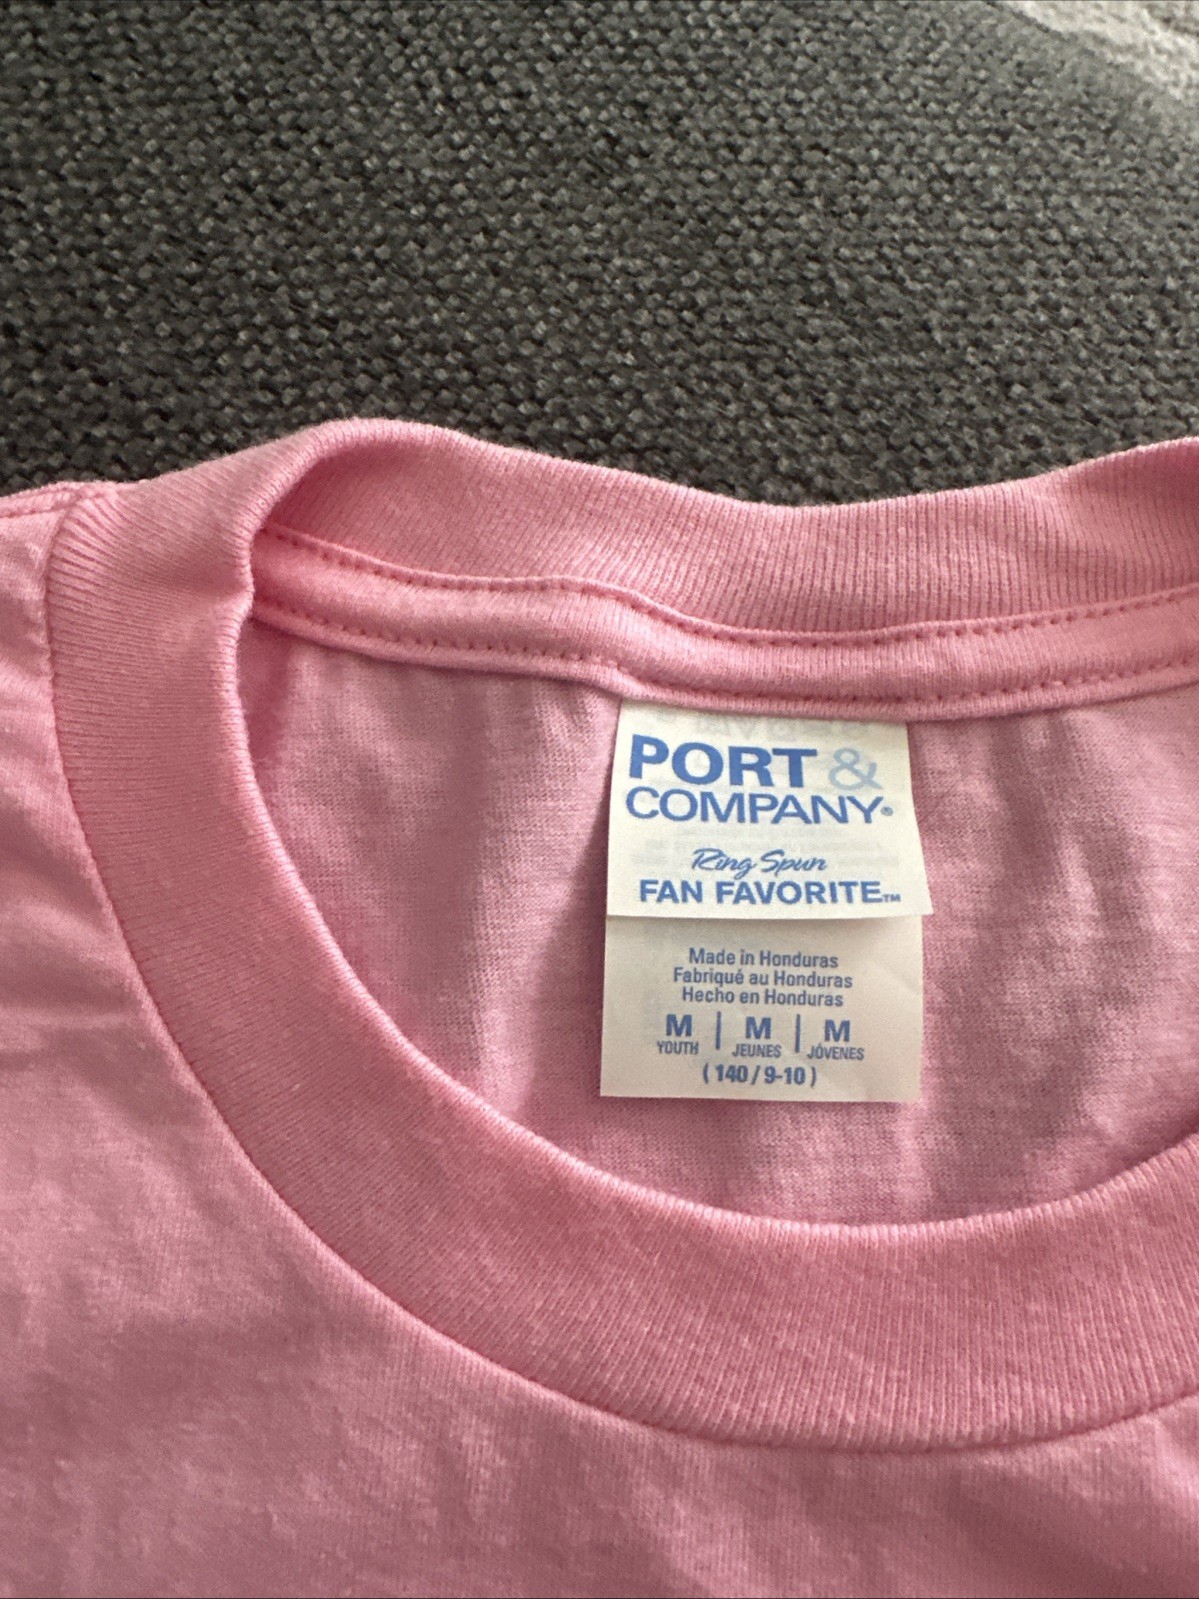 PORT &
COMPANY®
Ring Spun
FAN FAVORITE™
Made in Honduras
Fabriqué au Honduras
Hecho en Honduras
M | M | M
YOUTH JEUNES JÓVENES
( 140 / 9-10 )